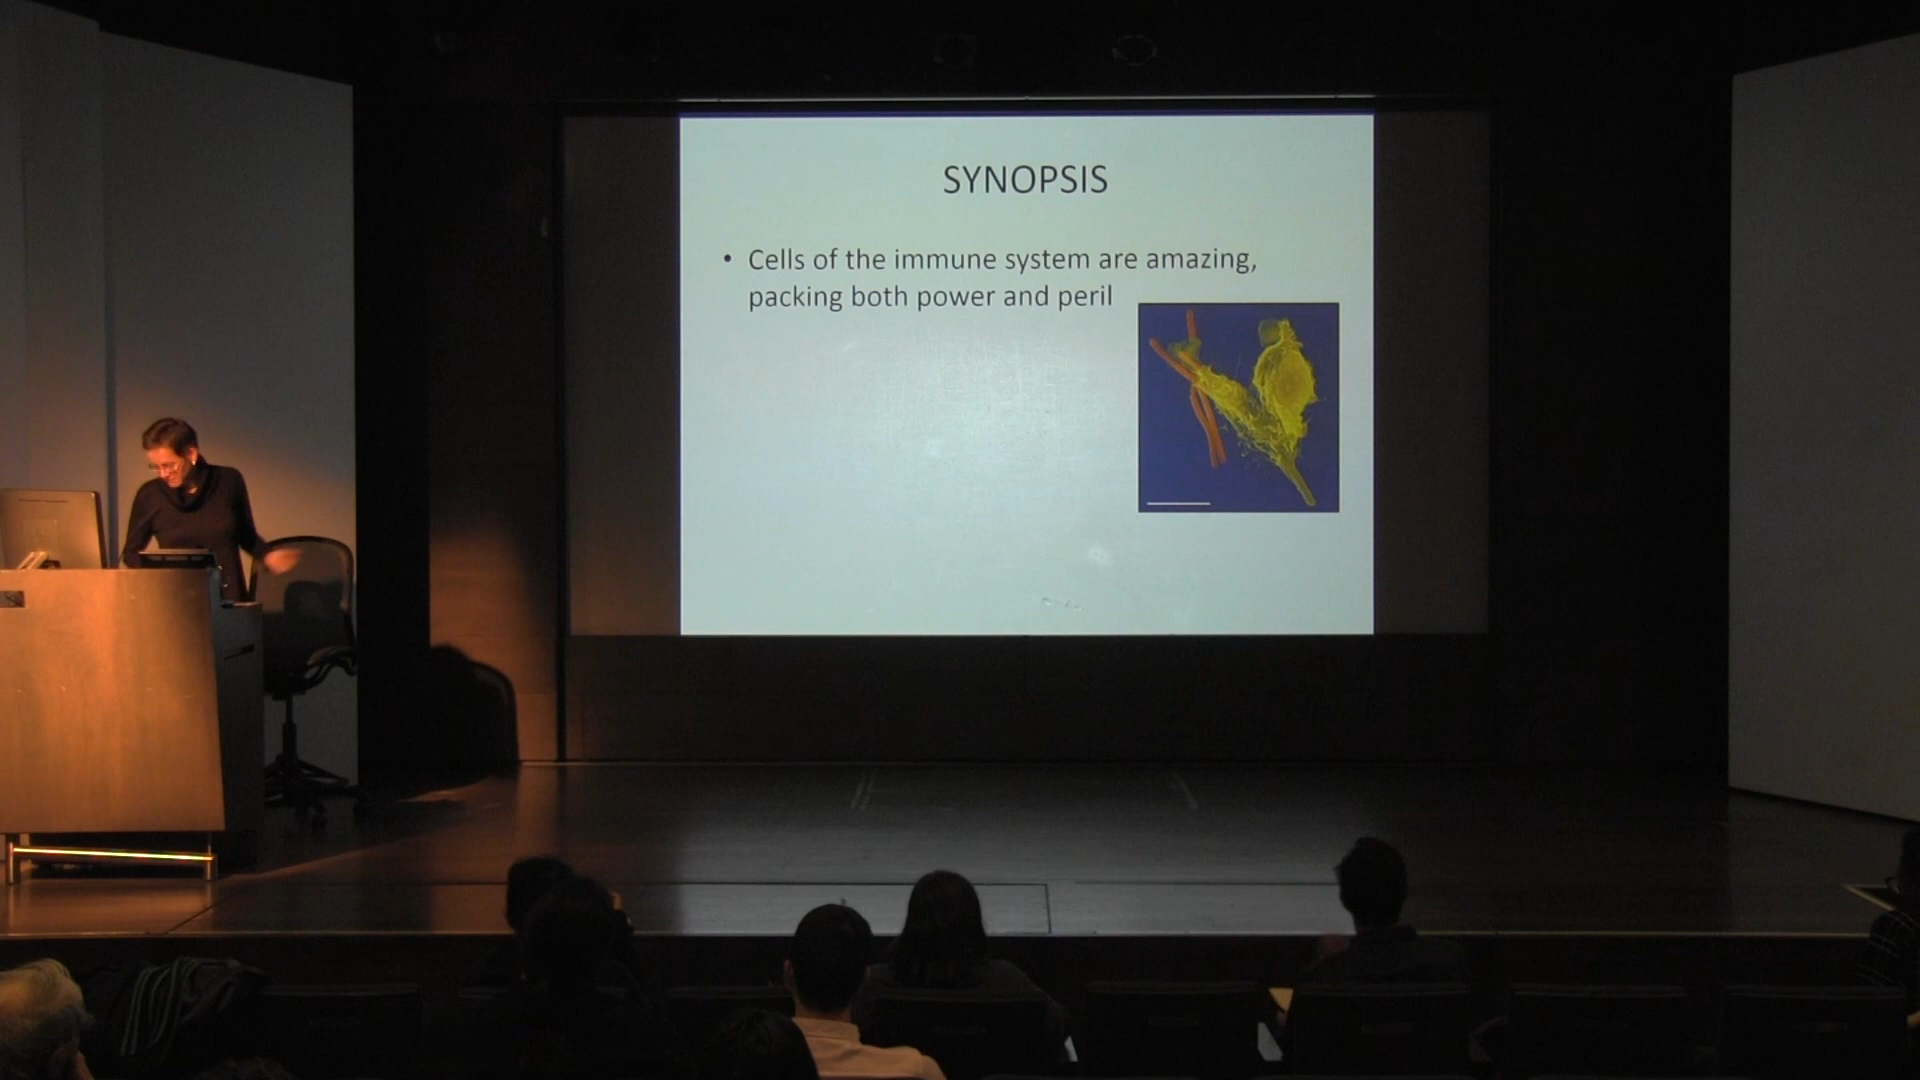 SYNOPSIS
• Cells of the immune system are amazing,
packing both power and peril